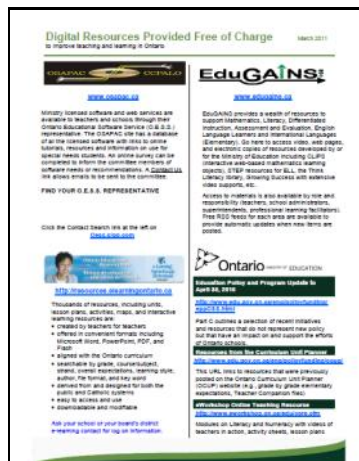 Digital Resources Provided Free of Charge
March 2011
to improve teaching and learning in Ontario
OSAPAC CCPALO
www.osapac.ca
Ministry licensed software and web services are
available to teachers and schools through their
Ontario Educational Software Service (O.E.S.S.)
representative. The OSAPAC site has a database
of all the licensed software with links to online
tutorials, resources and information on use for
special needs students. An online survey can be
completed to inform the committee members of
software needs or recommendations. A Contact Us
link allows emails to be sent to the committee.
FIND YOUR O.E.S.S. REPRESENTATIVE
Click the Contact Search link at the left on
http://resources.elearningontario.ca
Thousands of resources, including units,
lesson plans, activities, maps, and interactive
learning resources are:
• created by teachers for teachers
• offered in convenient formats including
Microsoft Word, PowerPoint, PDF, and
Flash
• aligned with the Ontario curriculum
• searchable by grade, course/subject,
strand, overall expectations, learning style,
author, file format, and key word
• derived from and designed for both the
public and Catholic systems
• easy to access and use
• downloadable and modifiable
Ask your school or your board's district
e-learning contact for log on information.
EduGAINS
www.edugains.ca
EduGAINS provides a wealth of resources to
support Mathematics, Literacy, Differentiated
Instruction, Assessment and Evaluation, English
Language Learners and International Languages
(Elementary). Go here to access video, web pages,
and electronic copies of resources developed by or
for the Ministry of Education including CLIPS
(interactive web-based mathematics learning
objects), STEP resources for ELL, the Think
Literacy library, Growing Success with extensive
video supports, etc.
Access to materials is also available by role and
responsibility (teachers, school administrators,
superintendents, professional learning facilitators).
Free RSS feeds for each area are available to
provide automatic updates when new items are
posted.
Ontario MINISTRY OF EDUCATION
Education Policy and Program Update to
April 30, 2010
Part C outlines a selection of recent initiatives
and resources that do not represent new policy
but that have an impact on and support the efforts
of Ontario schools.
Resources from the Curriculum Unit Planner
This URL links to resources that were previously
posted on the Ontario Curriculum Unit Planner
(OCUP) website (e.g., grade by grade elementary
expectations, Teacher Companion files)
eWorkshop Online Teaching Resource
Modules on Literacy and Numeracy with videos of
teachers in action, activity sheets, lesson plans